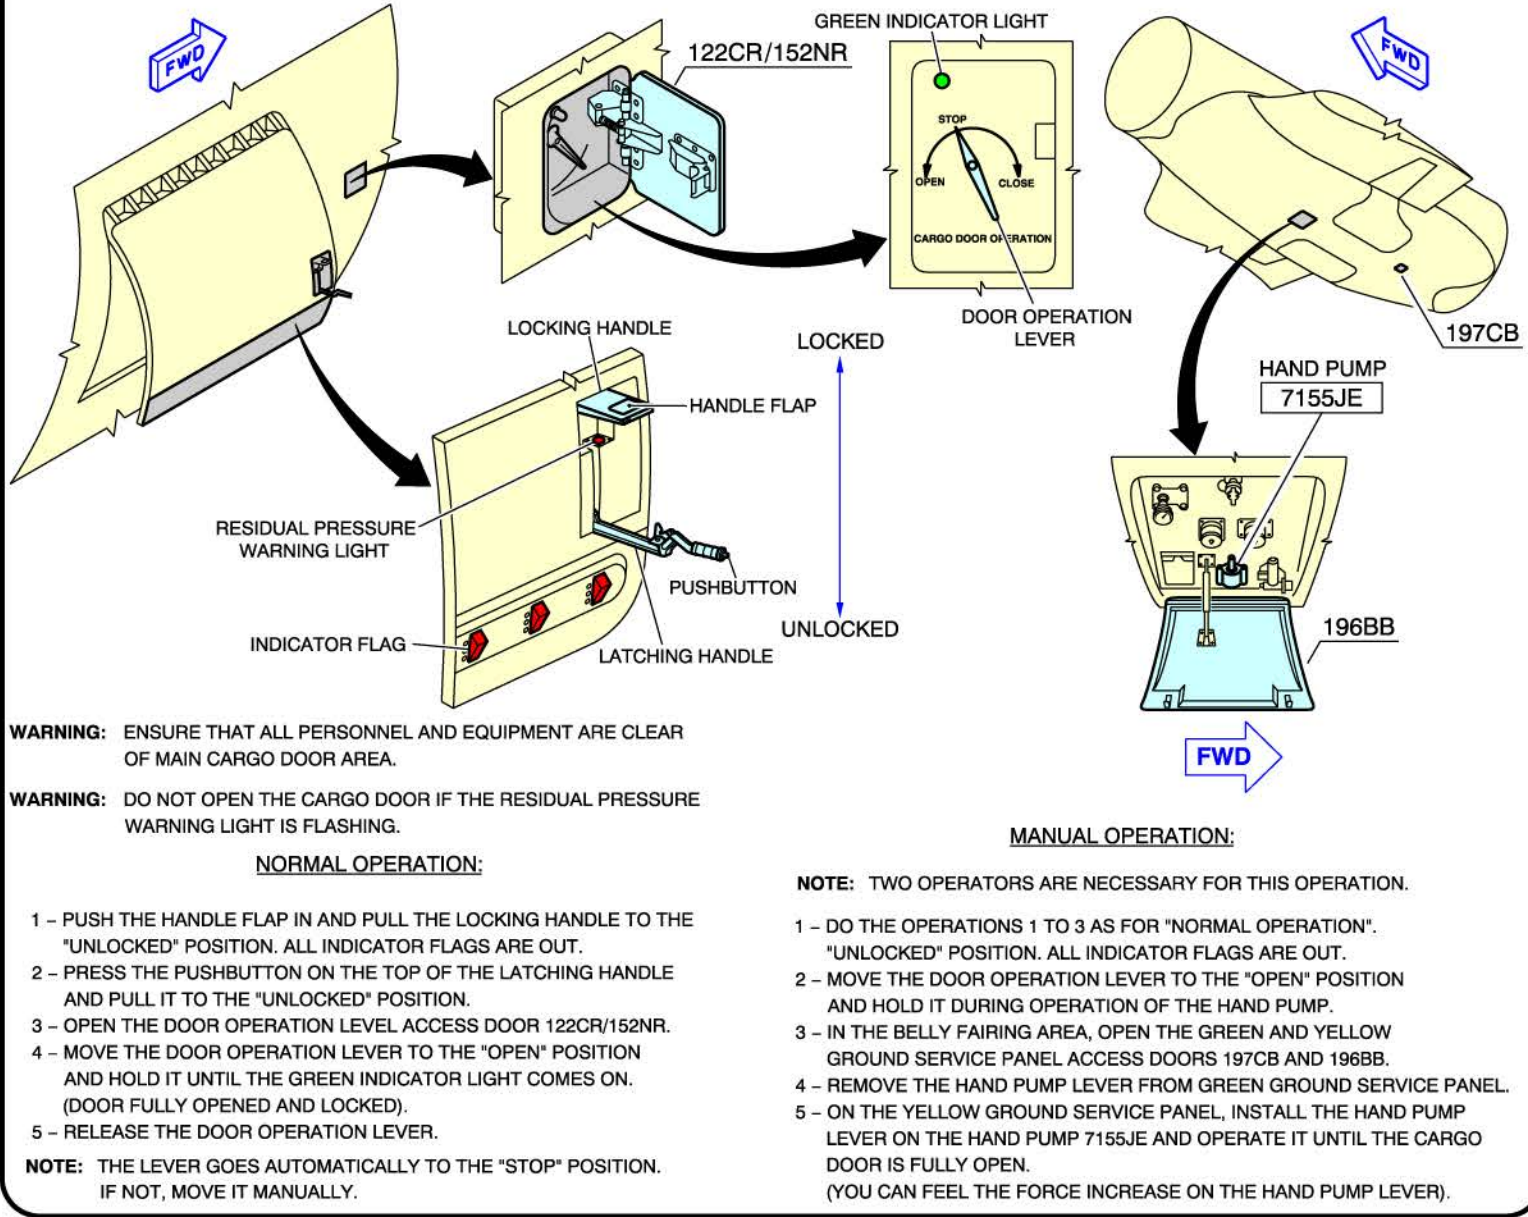 FWD
122CR/152NR
GREEN INDICATOR LIGHT
STOP
OPEN
CLOSE
CARGO DOOR OPERATION
DOOR OPERATION
LEVER
FWD
197CB
LOCKING HANDLE
HANDLE FLAP
RESIDUAL PRESSURE
WARNING LIGHT
PUSHBUTTON
INDICATOR FLAG
LATCHING HANDLE
LOCKED
UNLOCKED
HAND PUMP
7155JE
196BB
FWD
WARNING: ENSURE THAT ALL PERSONNEL AND EQUIPMENT ARE CLEAR
OF MAIN CARGO DOOR AREA.
WARNING: DO NOT OPEN THE CARGO DOOR IF THE RESIDUAL PRESSURE
WARNING LIGHT IS FLASHING.
NORMAL OPERATION:
1 – PUSH THE HANDLE FLAP IN AND PULL THE LOCKING HANDLE TO THE
"UNLOCKED" POSITION. ALL INDICATOR FLAGS ARE OUT.
2 – PRESS THE PUSHBUTTON ON THE TOP OF THE LATCHING HANDLE
AND PULL IT TO THE "UNLOCKED" POSITION.
3 – OPEN THE DOOR OPERATION LEVEL ACCESS DOOR 122CR/152NR.
4 – MOVE THE DOOR OPERATION LEVER TO THE "OPEN" POSITION
AND HOLD IT UNTIL THE GREEN INDICATOR LIGHT COMES ON.
(DOOR FULLY OPENED AND LOCKED).
5 – RELEASE THE DOOR OPERATION LEVER.
NOTE: THE LEVER GOES AUTOMATICALLY TO THE "STOP" POSITION.
IF NOT, MOVE IT MANUALLY.
MANUAL OPERATION:
NOTE: TWO OPERATORS ARE NECESSARY FOR THIS OPERATION.
1 – DO THE OPERATIONS 1 TO 3 AS FOR "NORMAL OPERATION".
"UNLOCKED" POSITION. ALL INDICATOR FLAGS ARE OUT.
2 – MOVE THE DOOR OPERATION LEVER TO THE "OPEN" POSITION
AND HOLD IT DURING OPERATION OF THE HAND PUMP.
3 – IN THE BELLY FAIRING AREA, OPEN THE GREEN AND YELLOW
GROUND SERVICE PANEL ACCESS DOORS 197CB AND 196BB.
4 – REMOVE THE HAND PUMP LEVER FROM GREEN GROUND SERVICE PANEL.
5 – ON THE YELLOW GROUND SERVICE PANEL, INSTALL THE HAND PUMP
LEVER ON THE HAND PUMP 7155JE AND OPERATE IT UNTIL THE CARGO
DOOR IS FULLY OPEN.
(YOU CAN FEEL THE FORCE INCREASE ON THE HAND PUMP LEVER).